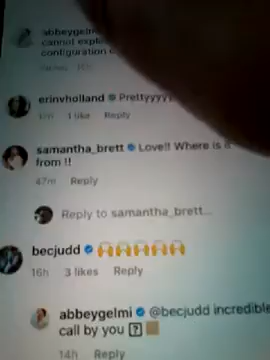 abbeygelm
cannot expl
configuration
erinvholland Prettyyyy
1 like Reply
samantha_brett Love!! Where is it
from !!
47m Reply
Reply to samantha_brett...
becjudd 🙌🙌🙌🙌🙌
16h 3 likes Reply
abbeygelmi @becjudd incredible
call by you ?
14h Reply